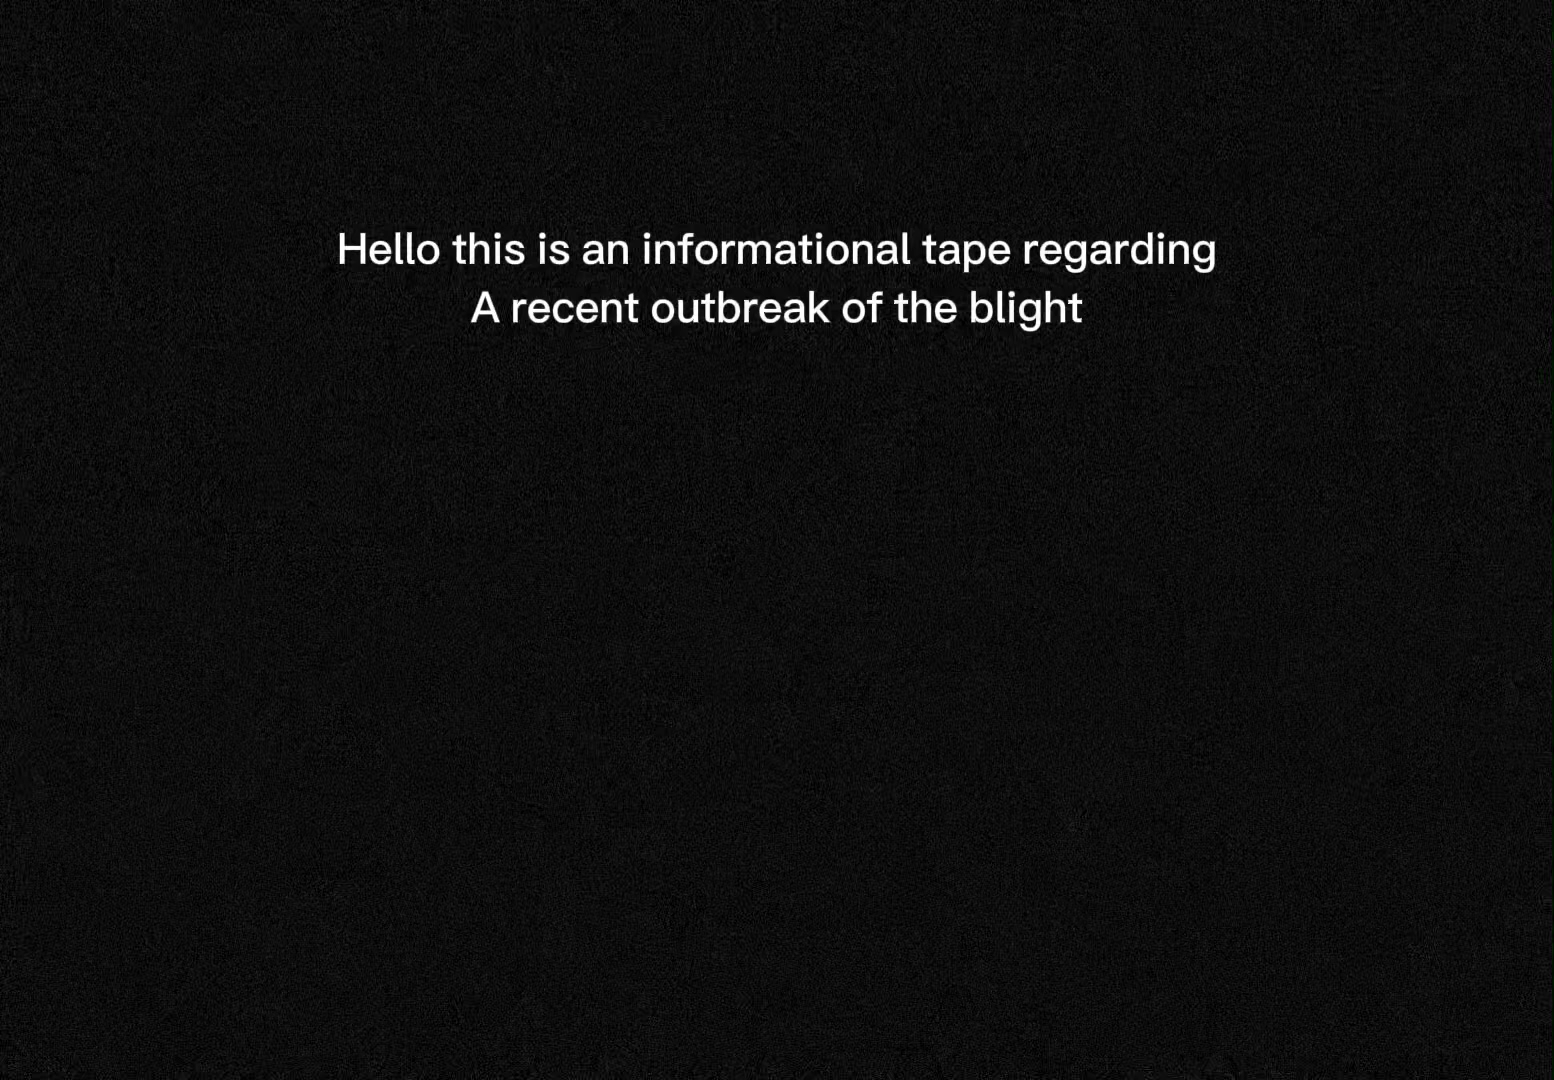 Hello this is an informational tape regarding
A recent outbreak of the blight